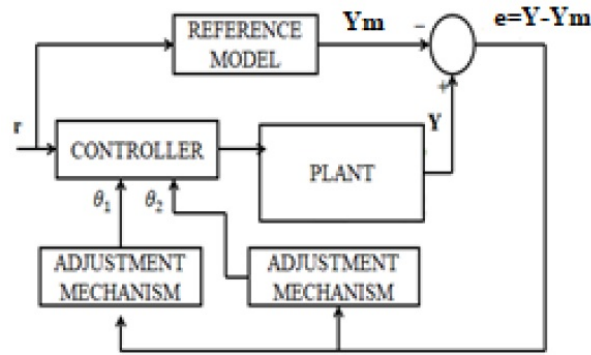 REFERENCE
MODEL
Ym
−
e=Y-Ym
+
r
CONTROLLER
PLANT
Y
θ1
θ2
ADJUSTMENT
MECHANISM
ADJUSTMENT
MECHANISM